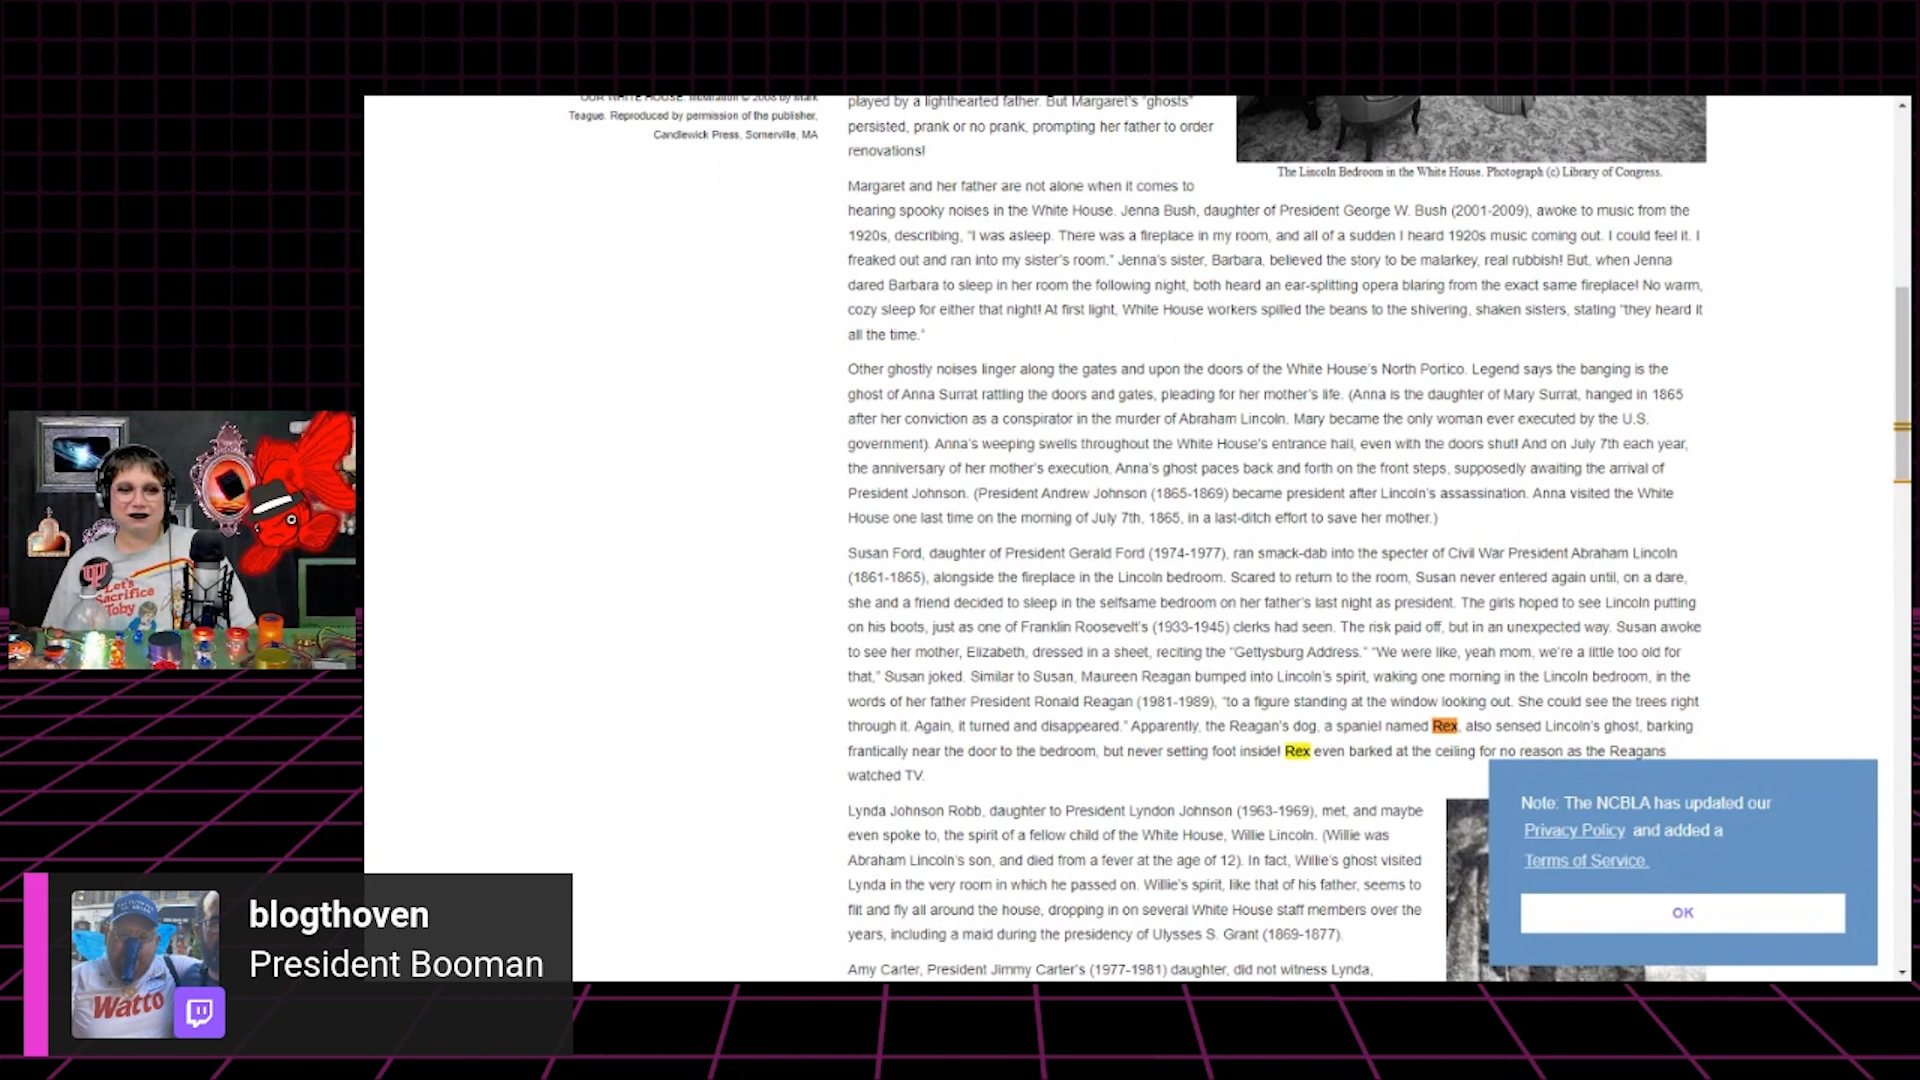 OUR WHITE HOUSE. Illustration © 2008 by Mark
Teague. Reproduced by permission of the publisher,
Candlewick Press, Somerville, MA
played by a lighthearted father. But Margaret's "ghosts"
persisted, prank or no prank, prompting her father to order
renovations!
The Lincoln Bedroom in the White House. Photograph (c) Library of Congress.
Margaret and her father are not alone when it comes to
hearing spooky noises in the White House. Jenna Bush, daughter of President George W. Bush (2001-2009), awoke to music from the
1920s, describing, "I was asleep. There was a fireplace in my room, and all of a sudden I heard 1920s music coming out. I could feel it. I
freaked out and ran into my sister's room." Jenna's sister, Barbara, believed the story to be malarkey, real rubbish! But, when Jenna
dared Barbara to sleep in her room the following night, both heard an ear-splitting opera blaring from the exact same fireplace! No warm,
cozy sleep for either that night! At first light, White House workers spilled the beans to the shivering, shaken sisters, stating "they heard it
all the time."
Other ghostly noises linger along the gates and upon the doors of the White House's North Portico. Legend says the banging is the
ghost of Anna Surrat rattling the doors and gates, pleading for her mother's life. (Anna is the daughter of Mary Surrat, hanged in 1865
after her conviction as a conspirator in the murder of Abraham Lincoln. Mary became the only woman ever executed by the U.S.
government). Anna's weeping swells throughout the White House's entrance hall, even with the doors shut! And on July 7th each year,
the anniversary of her mother's execution, Anna's ghost paces back and forth on the front steps, supposedly awaiting the arrival of
President Johnson. (President Andrew Johnson (1865-1869) became president after Lincoln's assassination. Anna visited the White
House one last time on the morning of July 7th, 1865, in a last-ditch effort to save her mother.)
Susan Ford, daughter of President Gerald Ford (1974-1977), ran smack-dab into the specter of Civil War President Abraham Lincoln
(1861-1865), alongside the fireplace in the Lincoln bedroom. Scared to return to the room, Susan never entered again until, on a dare,
she and a friend decided to sleep in the selfsame bedroom on her father's last night as president. The girls hoped to see Lincoln putting
on his boots, just as one of Franklin Roosevelt's (1933-1945) clerks had seen. The risk paid off, but in an unexpected way. Susan awoke
to see her mother, Elizabeth, dressed in a sheet, reciting the "Gettysburg Address." "We were like, yeah mom, we're a little too old for
that," Susan joked. Similar to Susan, Maureen Reagan bumped into Lincoln's spirit, waking one morning in the Lincoln bedroom, in the
words of her father President Ronald Reagan (1981-1989), "to a figure standing at the window looking out. She could see the trees right
through it. Again, it turned and disappeared." Apparently, the Reagan's dog, a spaniel named Rex, also sensed Lincoln's ghost, barking
frantically near the door to the bedroom, but never setting foot inside! Rex even barked at the ceiling for no reason as the Reagans
watched TV.
Lynda Johnson Robb, daughter to President Lyndon Johnson (1963-1969), met, and maybe
even spoke to, the spirit of a fellow child of the White House, Willie Lincoln. (Willie was
Abraham Lincoln's son, and died from a fever at the age of 12). In fact, Willie's ghost visited
Lynda in the very room in which he passed on. Willie's spirit, like that of his father, seems to
flit and fly all around the house, dropping in on several White House staff members over the
years, including a maid during the presidency of Ulysses S. Grant (1869-1877).
Amy Carter, President Jimmy Carter's (1977-1981) daughter, did not witness Lynda,
Note: The NCBLA has updated our
Privacy Policy and added a
Terms of Service.
OK
Let's
Sacrifice
Toby
blogthoven
President Booman
Watto